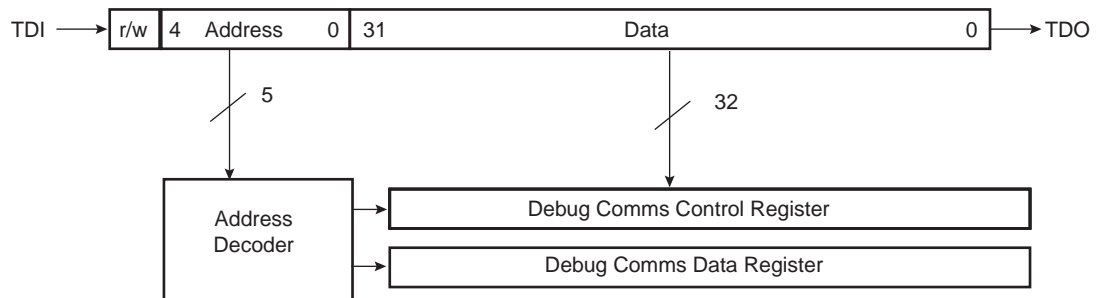 TDI r/w 4 Address 0 31 Data 0 TDO
5 32
Address
Decoder
Debug Comms Control Register
Debug Comms Data Register